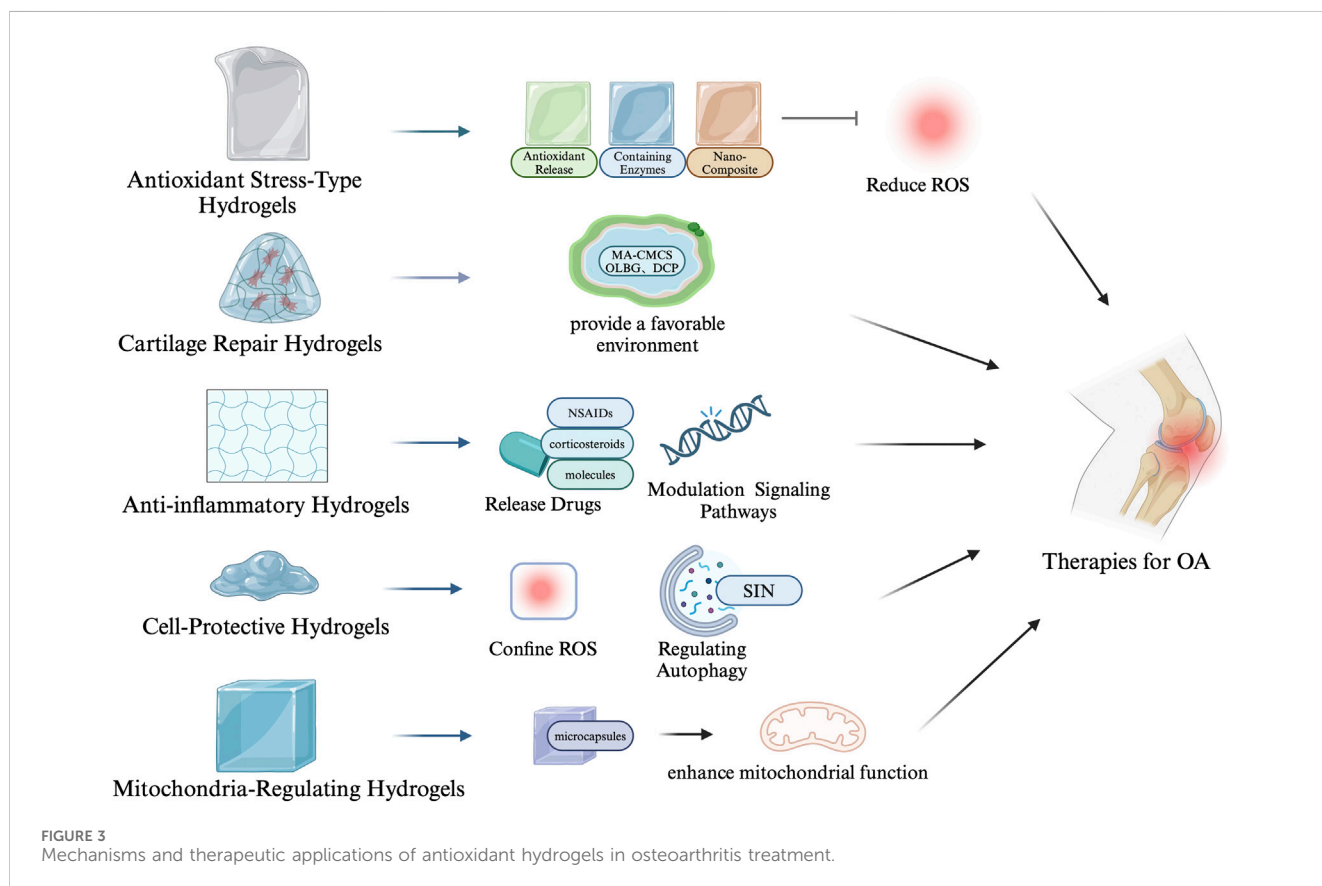 Antioxidant
Release
Containing
Enzymes
Nano-
Composite
Antioxidant Stress-Type
Hydrogels
Reduce ROS
MA-CMCS
OLBG、DCP
provide a favorable
environment
Cartilage Repair Hydrogels
NSAIDs
corticosteroids
molecules
Release Drugs
Modulation Signaling
Pathways
Anti-inflammatory Hydrogels
Therapies for OA
SIN
Cell-Protective Hydrogels
Confine ROS
Regulating
Autophagy
microcapsules
enhance mitochondrial function
Mitochondria-Regulating Hydrogels
FIGURE 3
Mechanisms and therapeutic applications of antioxidant hydrogels in osteoarthritis treatment.